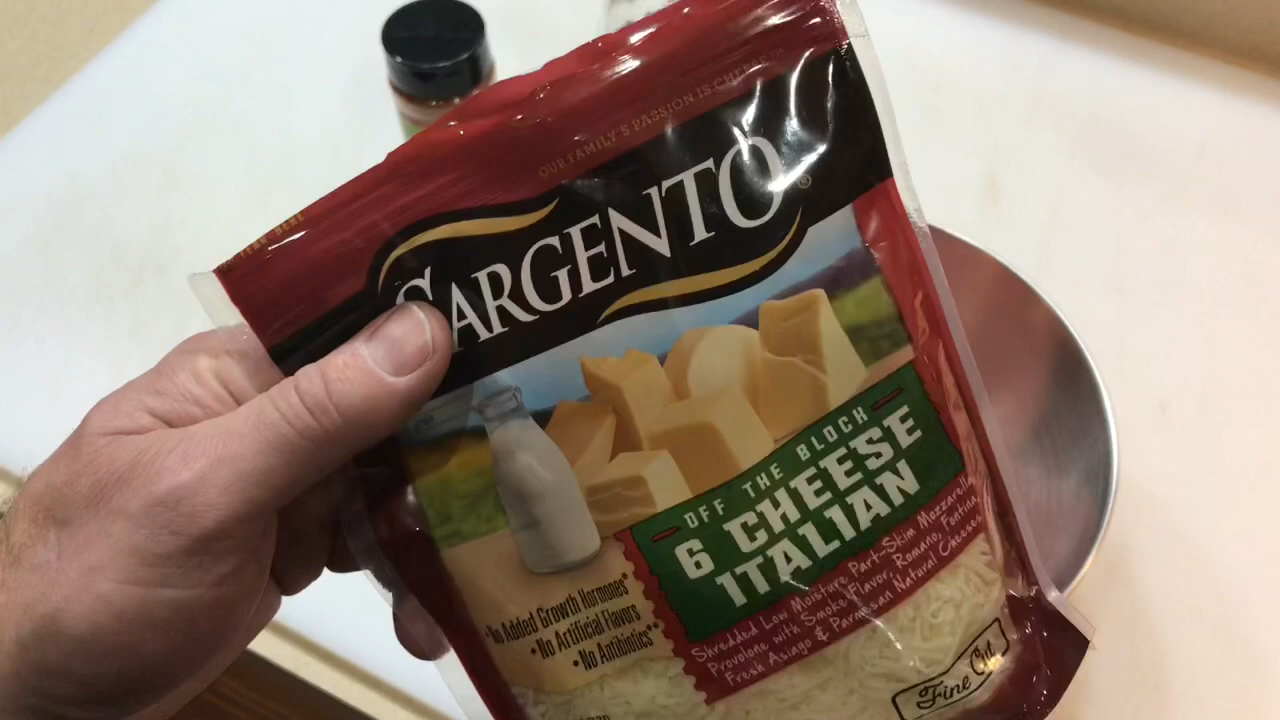 OUR FAMILY'S PASSION IS CHEESE
TEAR HERE
SARGENTO®
OFF THE BLOCK
6 CHEESE
ITALIAN
Shredded Low Moisture Part-Skim Mozzarella,
Provolone with Smoke Flavor, Romano, Fontina,
Fresh Asiago & Parmesan Natural Cheeses
•No Added Growth Hormones*
•No Artificial Flavors
•No Antibiotics**
Fine Cut